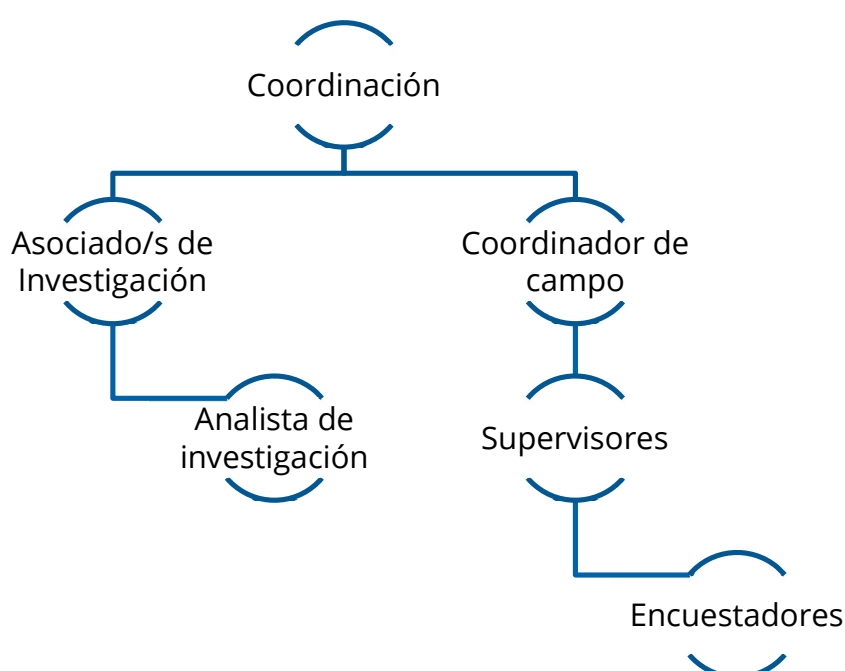 Coordinación
Asociado/s de
Investigación
Coordinador de
campo
Analista de
investigación
Supervisores
Encuestadores